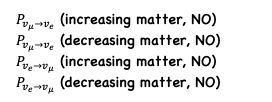 P_{ν_μ→ν_e} (increasing matter, NO)
P_{ν_μ→ν_e} (decreasing matter, NO)
P_{ν_e→ν_μ} (increasing matter, NO)
P_{ν_e→ν_μ} (decreasing matter, NO)